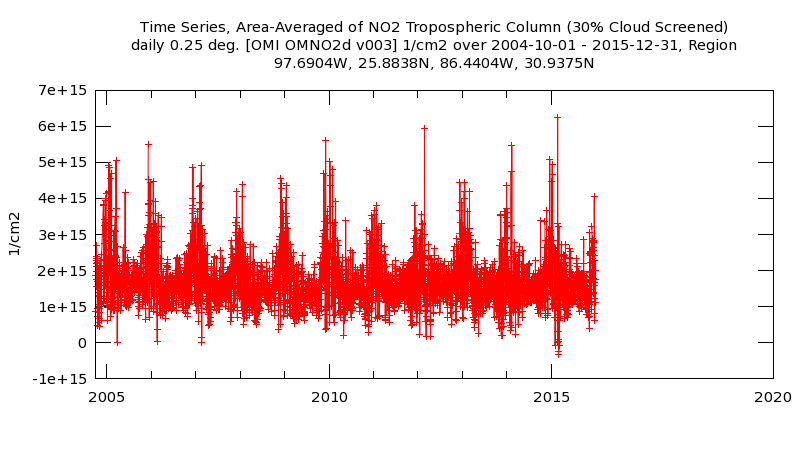 Time Series, Area-Averaged of NO2 Tropospheric Column (30% Cloud Screened)
daily 0.25 deg. [OMI OMNO2d v003] 1/cm2 over 2004-10-01 - 2015-12-31, Region
97.6904W, 25.8838N, 86.4404W, 30.9375N
7e+15
6e+15
5e+15
4e+15
3e+15
2e+15
1e+15
0
-1e+15
1/cm2
2005
2010
2015
2020